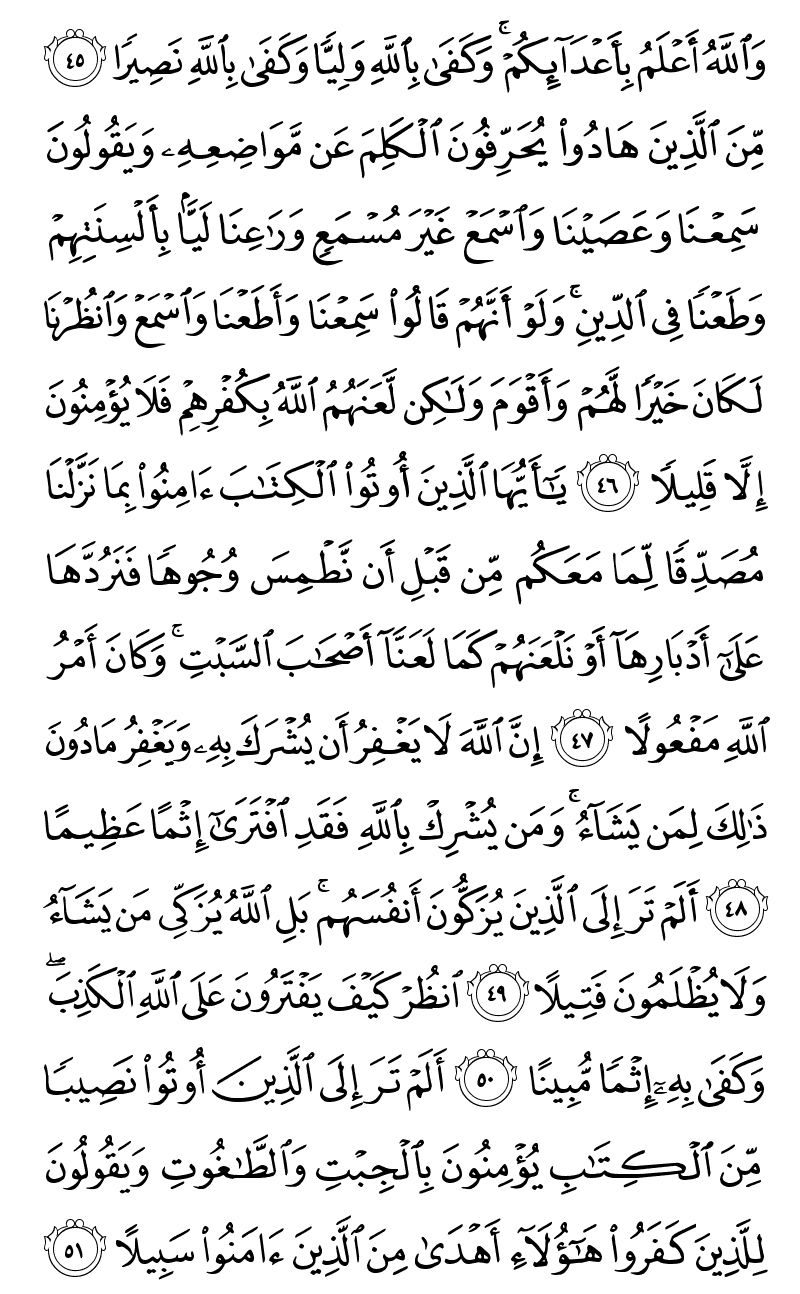 وَٱللَّهُ أَعۡلَمُ بِأَعۡدَآئِكُمۡۚ وَكَفَىٰ بِٱللَّهِ وَلِيّٗا وَكَفَىٰ بِٱللَّهِ نَصِيرٗا ٤٥
مِّنَ ٱلَّذِينَ هَادُواْ يُحَرِّفُونَ ٱلۡكَلِمَ عَن مَّوَاضِعِهِۦ وَيَقُولُونَ
سَمِعۡنَا وَعَصَيۡنَا وَٱسۡمَعۡ غَيۡرَ مُسۡمَعٖ وَرَٰعِنَا لَيَّۢا بِأَلۡسِنَتِهِمۡ
وَطَعۡنٗا فِي ٱلدِّينِۚ وَلَوۡ أَنَّهُمۡ قَالُواْ سَمِعۡنَا وَأَطَعۡنَا وَٱسۡمَعۡ وَٱنظُرۡنَا
لَكَانَ خَيۡرٗا لَّهُمۡ وَأَقۡوَمَ وَلَٰكِن لَّعَنَهُمُ ٱللَّهُ بِكُفۡرِهِمۡ فَلَا يُؤۡمِنُونَ
إِلَّا قَلِيلٗا ٤٦ يَٰٓأَيُّهَا ٱلَّذِينَ أُوتُواْ ٱلۡكِتَٰبَ ءَامِنُواْ بِمَا نَزَّلۡنَا
مُصَدِّقٗا لِّمَا مَعَكُم مِّن قَبۡلِ أَن نَّطۡمِسَ وُجُوهٗا فَنَرُدَّهَا
عَلَىٰٓ أَدۡبَارِهَآ أَوۡ نَلۡعَنَهُمۡ كَمَا لَعَنَّآ أَصۡحَٰبَ ٱلسَّبۡتِۚ وَكَانَ أَمۡرُ
ٱللَّهِ مَفۡعُولًا ٤٧ إِنَّ ٱللَّهَ لَا يَغۡفِرُ أَن يُشۡرَكَ بِهِۦ وَيَغۡفِرُ مَا دُونَ
ذَٰلِكَ لِمَن يَشَآءُۚ وَمَن يُشۡرِكۡ بِٱللَّهِ فَقَدِ ٱفۡتَرَىٰٓ إِثۡمًا عَظِيمًا
٤٨ أَلَمۡ تَرَ إِلَى ٱلَّذِينَ يُزَكُّونَ أَنفُسَهُمۚ بَلِ ٱللَّهُ يُزَكِّي مَن يَشَآءُ
وَلَا يُظۡلَمُونَ فَتِيلًا ٤٩ ٱنظُرۡ كَيۡفَ يَفۡتَرُونَ عَلَى ٱللَّهِ ٱلۡكَذِبَۖ
وَكَفَىٰ بِهِۦٓ إِثۡمٗا مُّبِينًا ٥٠ أَلَمۡ تَرَ إِلَى ٱلَّذِينَ أُوتُواْ نَصِيبٗا
مِّنَ ٱلۡكِتَٰبِ يُؤۡمِنُونَ بِٱلۡجِبۡتِ وَٱلطَّٰغُوتِ وَيَقُولُونَ
لِلَّذِينَ كَفَرُواْ هَٰٓؤُلَآءِ أَهۡدَىٰ مِنَ ٱلَّذِينَ ءَامَنُواْ سَبِيلًا ٥١